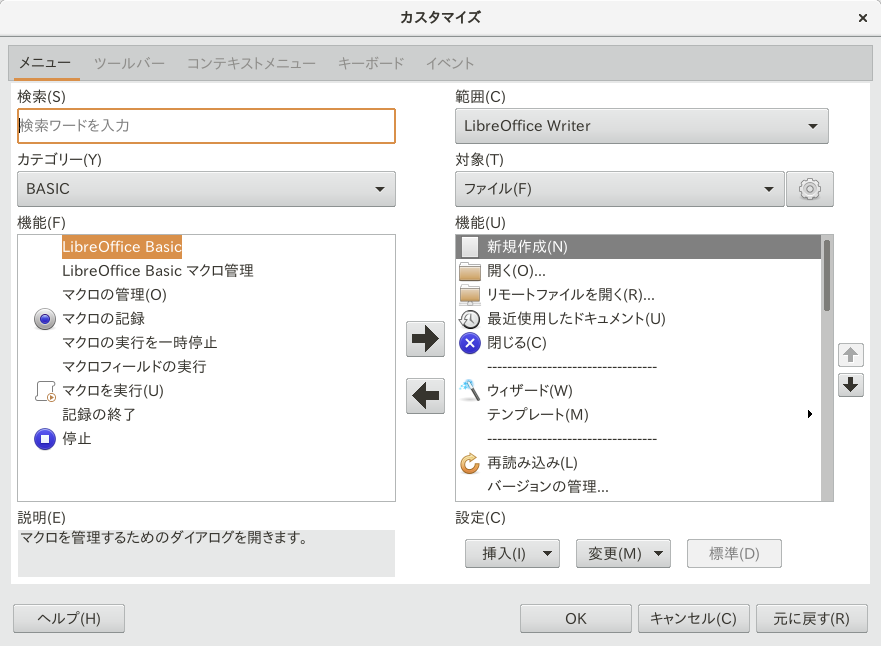 カスタマイズ
メニュー ツールバー コンテキストメニュー キーボード イベント
検索(S)
検索ワードを入力
カテゴリー(Y)
BASIC
機能(F)
LibreOffice Basic
LibreOffice Basic マクロ管理
マクロの管理(O)
マクロの記録
マクロの実行を一時停止
マクロフィールドの実行
マクロを実行(U)
記録の終了
停止
説明(E)
マクロを管理するためのダイアログを開きます。
範囲(C)
LibreOffice Writer
対象(T)
ファイル(F)
機能(U)
新規作成(N)
開く(O)...
リモートファイルを開く(R)...
最近使用したドキュメント(U)
閉じる(C)
----------------------------------
ウィザード(W)
テンプレート(M)
----------------------------------
再読み込み(L)
バージョンの管理...
設定(C)
挿入(I) 変更(M) 標準(D)
ヘルプ(H) OK キャンセル(C) 元に戻す(R)